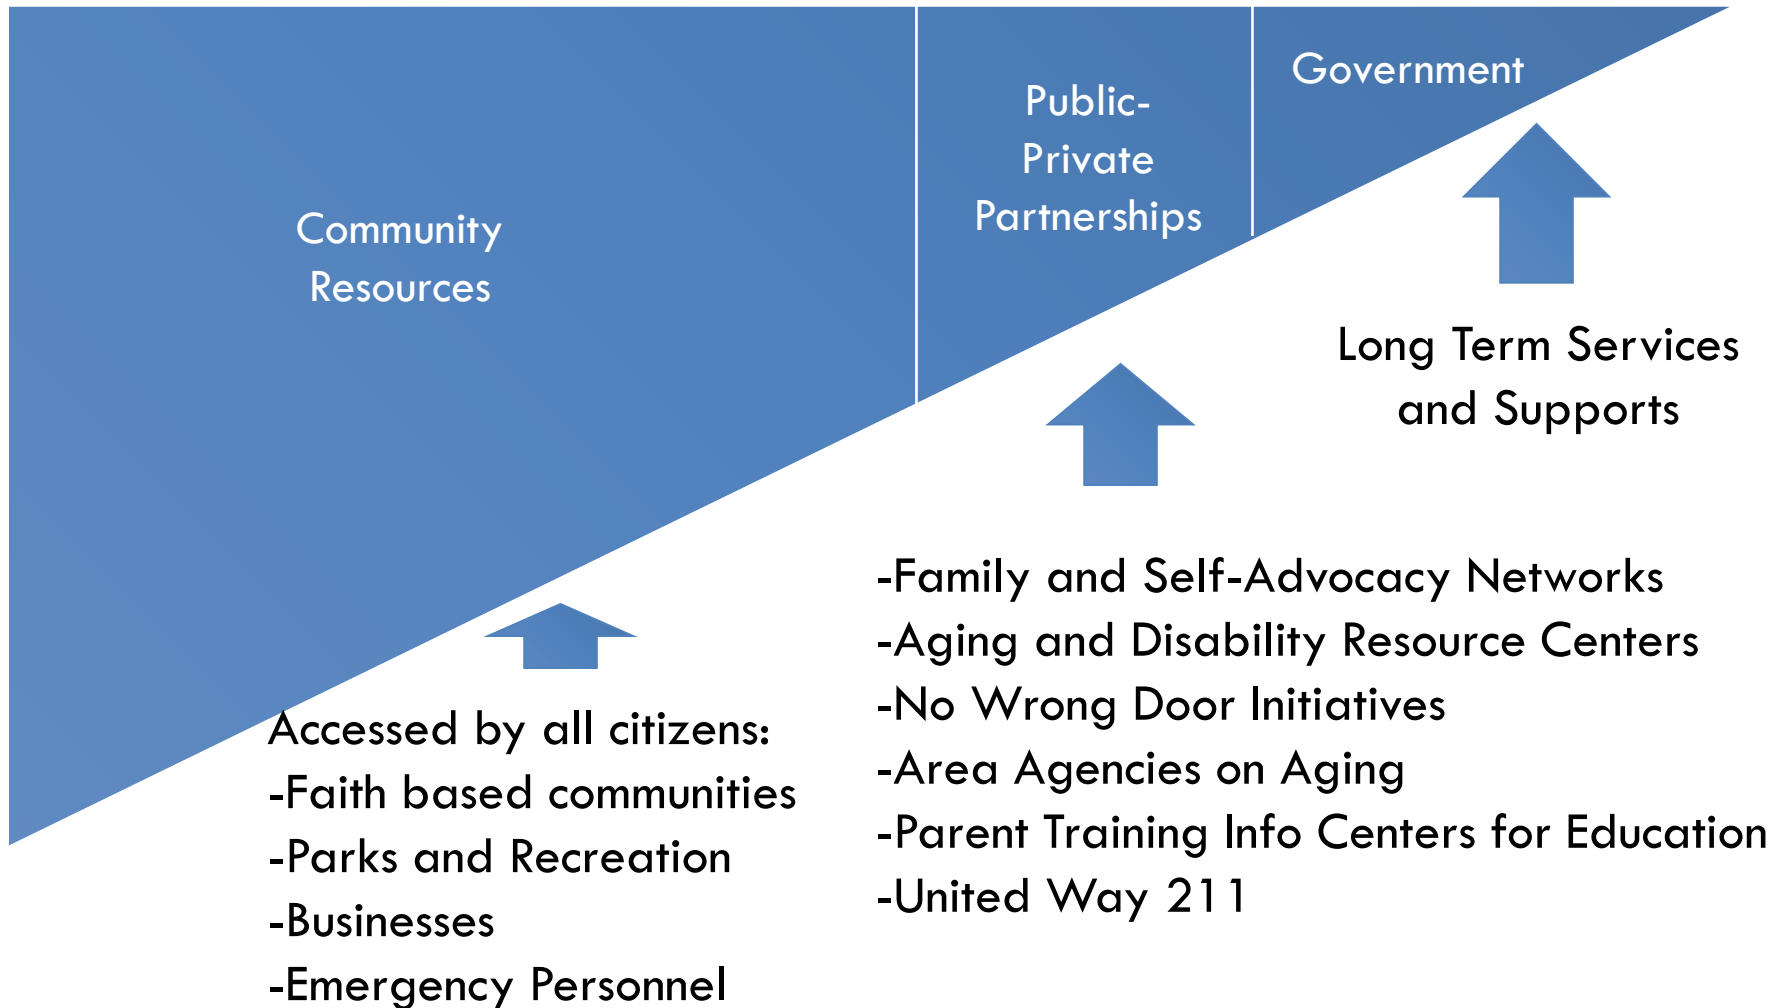 Community
Resources
Public-
Private
Partnerships
Government
Long Term Services
and Supports
-Family and Self-Advocacy Networks
-Aging and Disability Resource Centers
-No Wrong Door Initiatives
-Area Agencies on Aging
-Parent Training Info Centers for Education
-United Way 211
Accessed by all citizens:
-Faith based communities
-Parks and Recreation
-Businesses
-Emergency Personnel